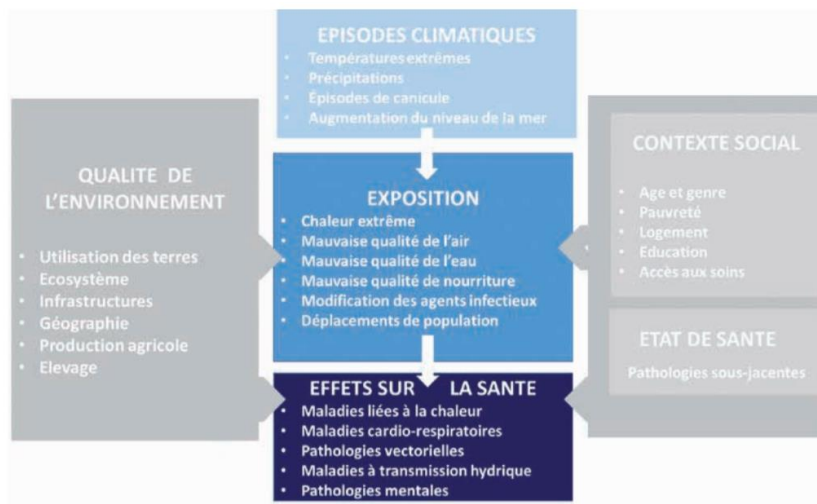 EPISODES CLIMATIQUES
• Températures extrêmes
• Précipitations
• Épisodes de canicule
• Augmentation du niveau de la mer
QUALITE DE
L'ENVIRONNEMENT
• Utilisation des terres
• Ecosystème
• Infrastructures
• Géographie
• Production agricole
• Elevage
EXPOSITION
• Chaleur extrême
• Mauvaise qualité de l'air
• Mauvaise qualité de l'eau
• Mauvaise qualité de nourriture
• Modification des agents infectieux
• Déplacements de population
CONTEXTE SOCIAL
• Age et genre
• Pauvreté
• Logement
• Education
• Accès aux soins
ETAT DE SANTE
Pathologies sous-jacentes
EFFETS SUR LA SANTE
• Maladies liées à la chaleur
• Maladies cardio-respiratoires
• Pathologies vectorielles
• Maladies à transmission hydrique
• Pathologies mentales